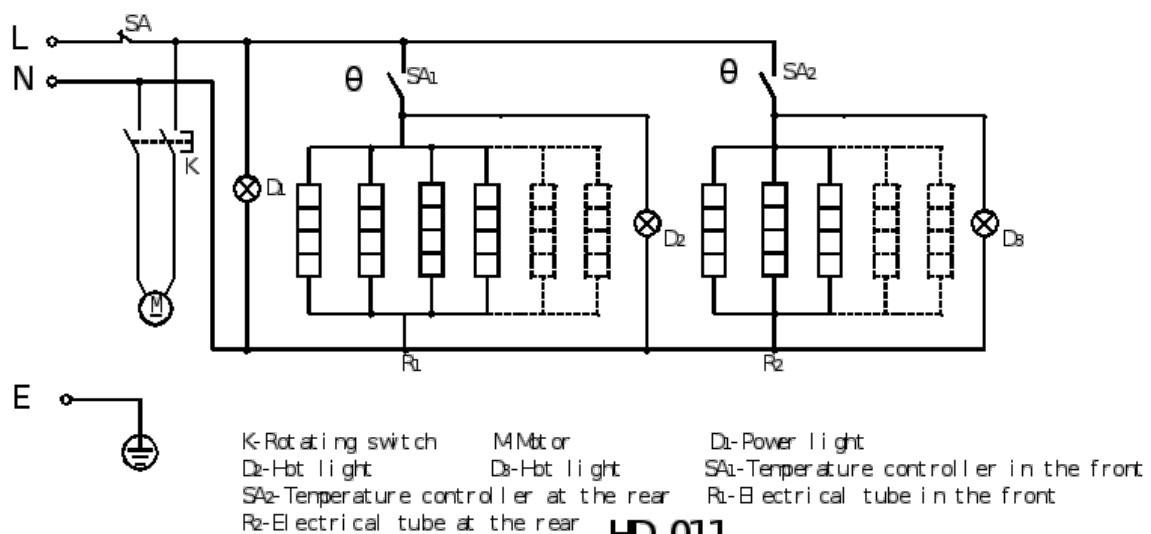 L
SA
N
θ
SA1
θ
SA2
K
D1
D2
D3
M
R1
R2
E
K-Rotating switch M-Motor D1-Power light
D2-Hot light D3-Hot light SA1-Temperature controller in the front
SA2-Temperature controller at the rear R1-Electrical tube in the front
R2-Electrical tube at the rear HD-011